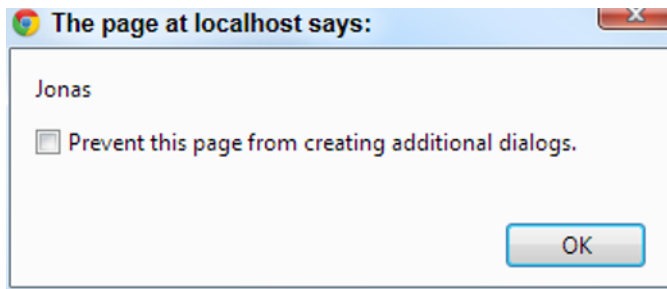 The page at localhost says:
Jonas
Prevent this page from creating additional dialogs.
OK